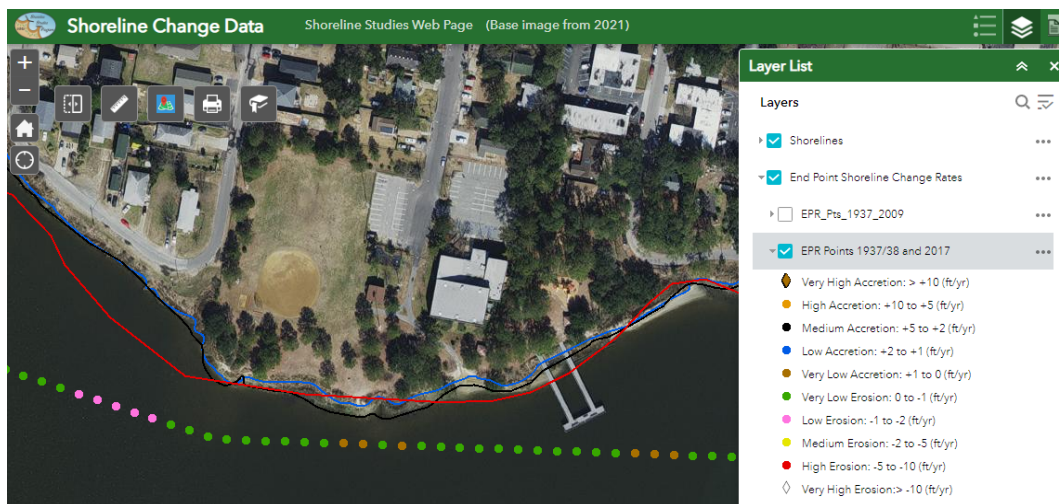 Shoreline Change Data
Shoreline Studies Web Page (Base image from 2021)
Layer List
Layers
Shorelines
End Point Shoreline Change Rates
EPR_Pts_1937_2009
EPR Points 1937/38 and 2017
Very High Accretion: > +10 (ft/yr)
High Accretion: +10 to +5 (ft/yr)
Medium Accretion: +5 to +2 (ft/yr)
Low Accretion: +2 to +1 (ft/yr)
Very Low Accretion: +1 to 0 (ft/yr)
Very Low Erosion: 0 to -1 (ft/yr)
Low Erosion: -1 to -2 (ft/yr)
Medium Erosion: -2 to -5 (ft/yr)
High Erosion: -5 to -10 (ft/yr)
Very High Erosion:> -10 (ft/yr)